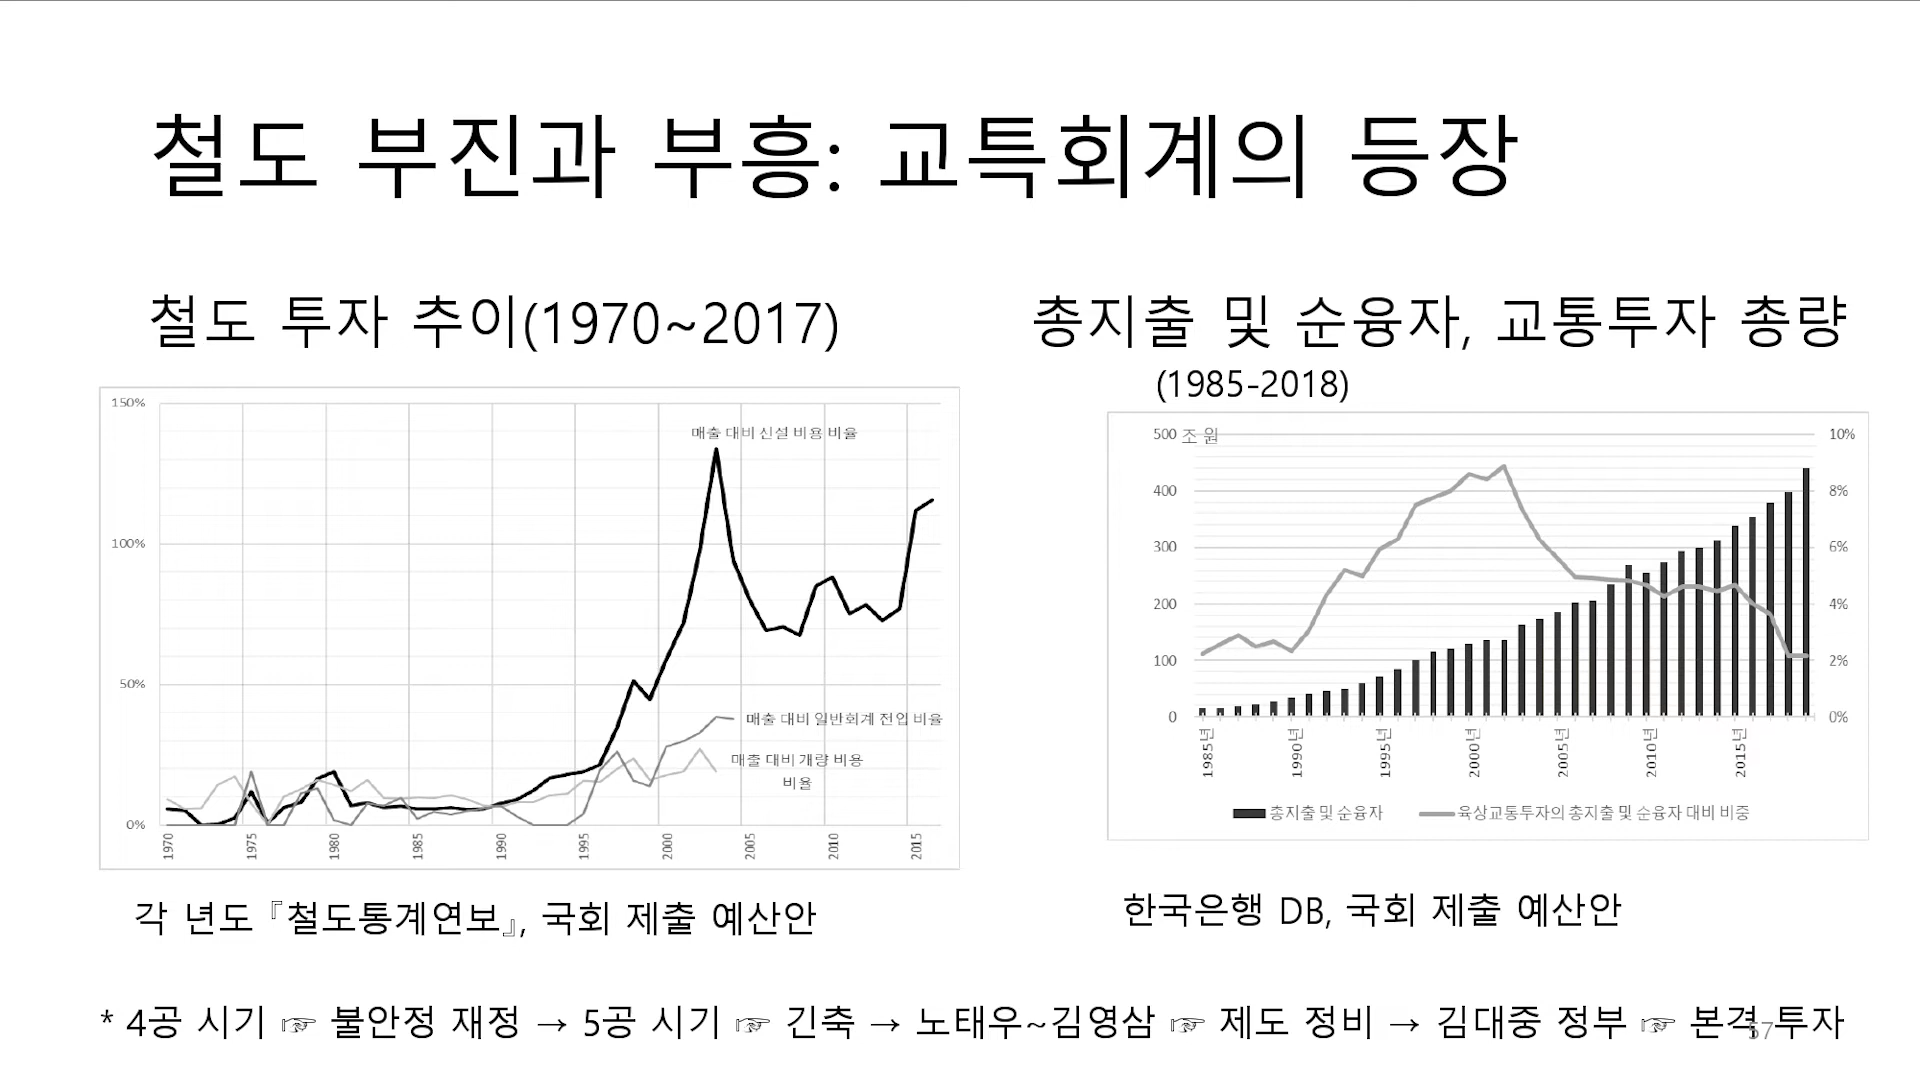 철도 부진과 부흥: 교특회계의 등장
철도 투자 추이(1970~2017)
150%
100%
50%
0%
매출 대비 신설 비용 비율
매출 대비 일반회계 전입 비율
매출 대비 개량 비용
비율
1970
1975
1980
1985
1990
1995
2000
2005
2010
2015
각 년도 『철도통계연보』, 국회 제출 예산안
총지출 및 순융자, 교통투자 총량
(1985-2018)
500 조 원
400
300
200
100
0
10%
8%
6%
4%
2%
0%
1985년
1990년
1995년
2000년
2005년
2010년
2015년
총지출 및 순융자
육상교통투자의 총지출 및 순융자 대비 비중
한국은행 DB, 국회 제출 예산안
* 4공 시기 ☞ 불안정 재정 → 5공 시기 ☞ 긴축 → 노태우~김영삼 ☞ 제도 정비 → 김대중 정부 ☞ 본격 투자
57